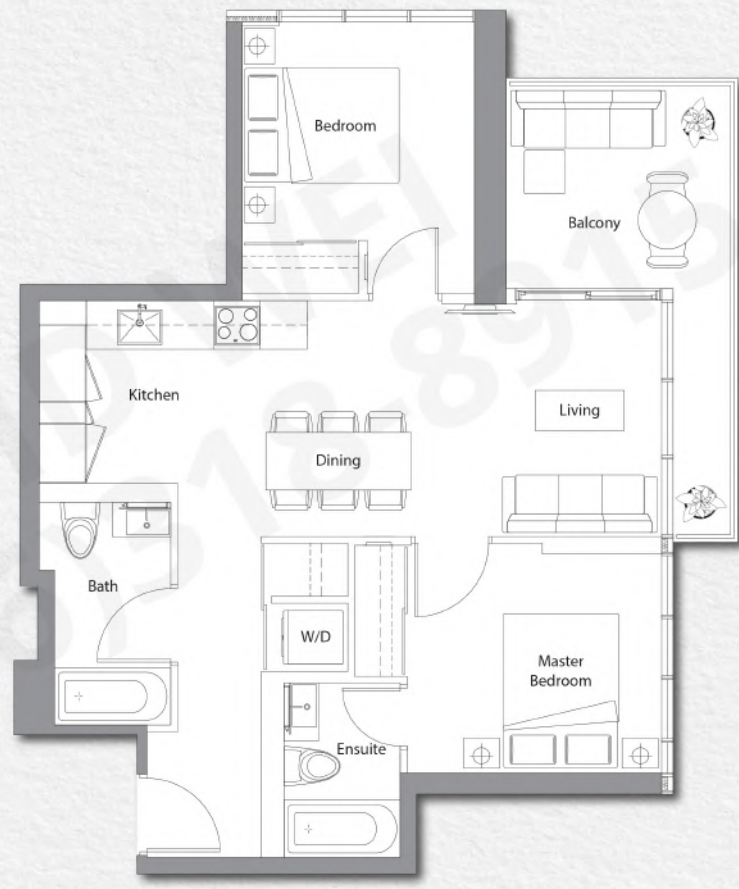 Bedroom
Balcony
Kitchen
Living
Dining
Bath
W/D
Master
Bedroom
Ensuite